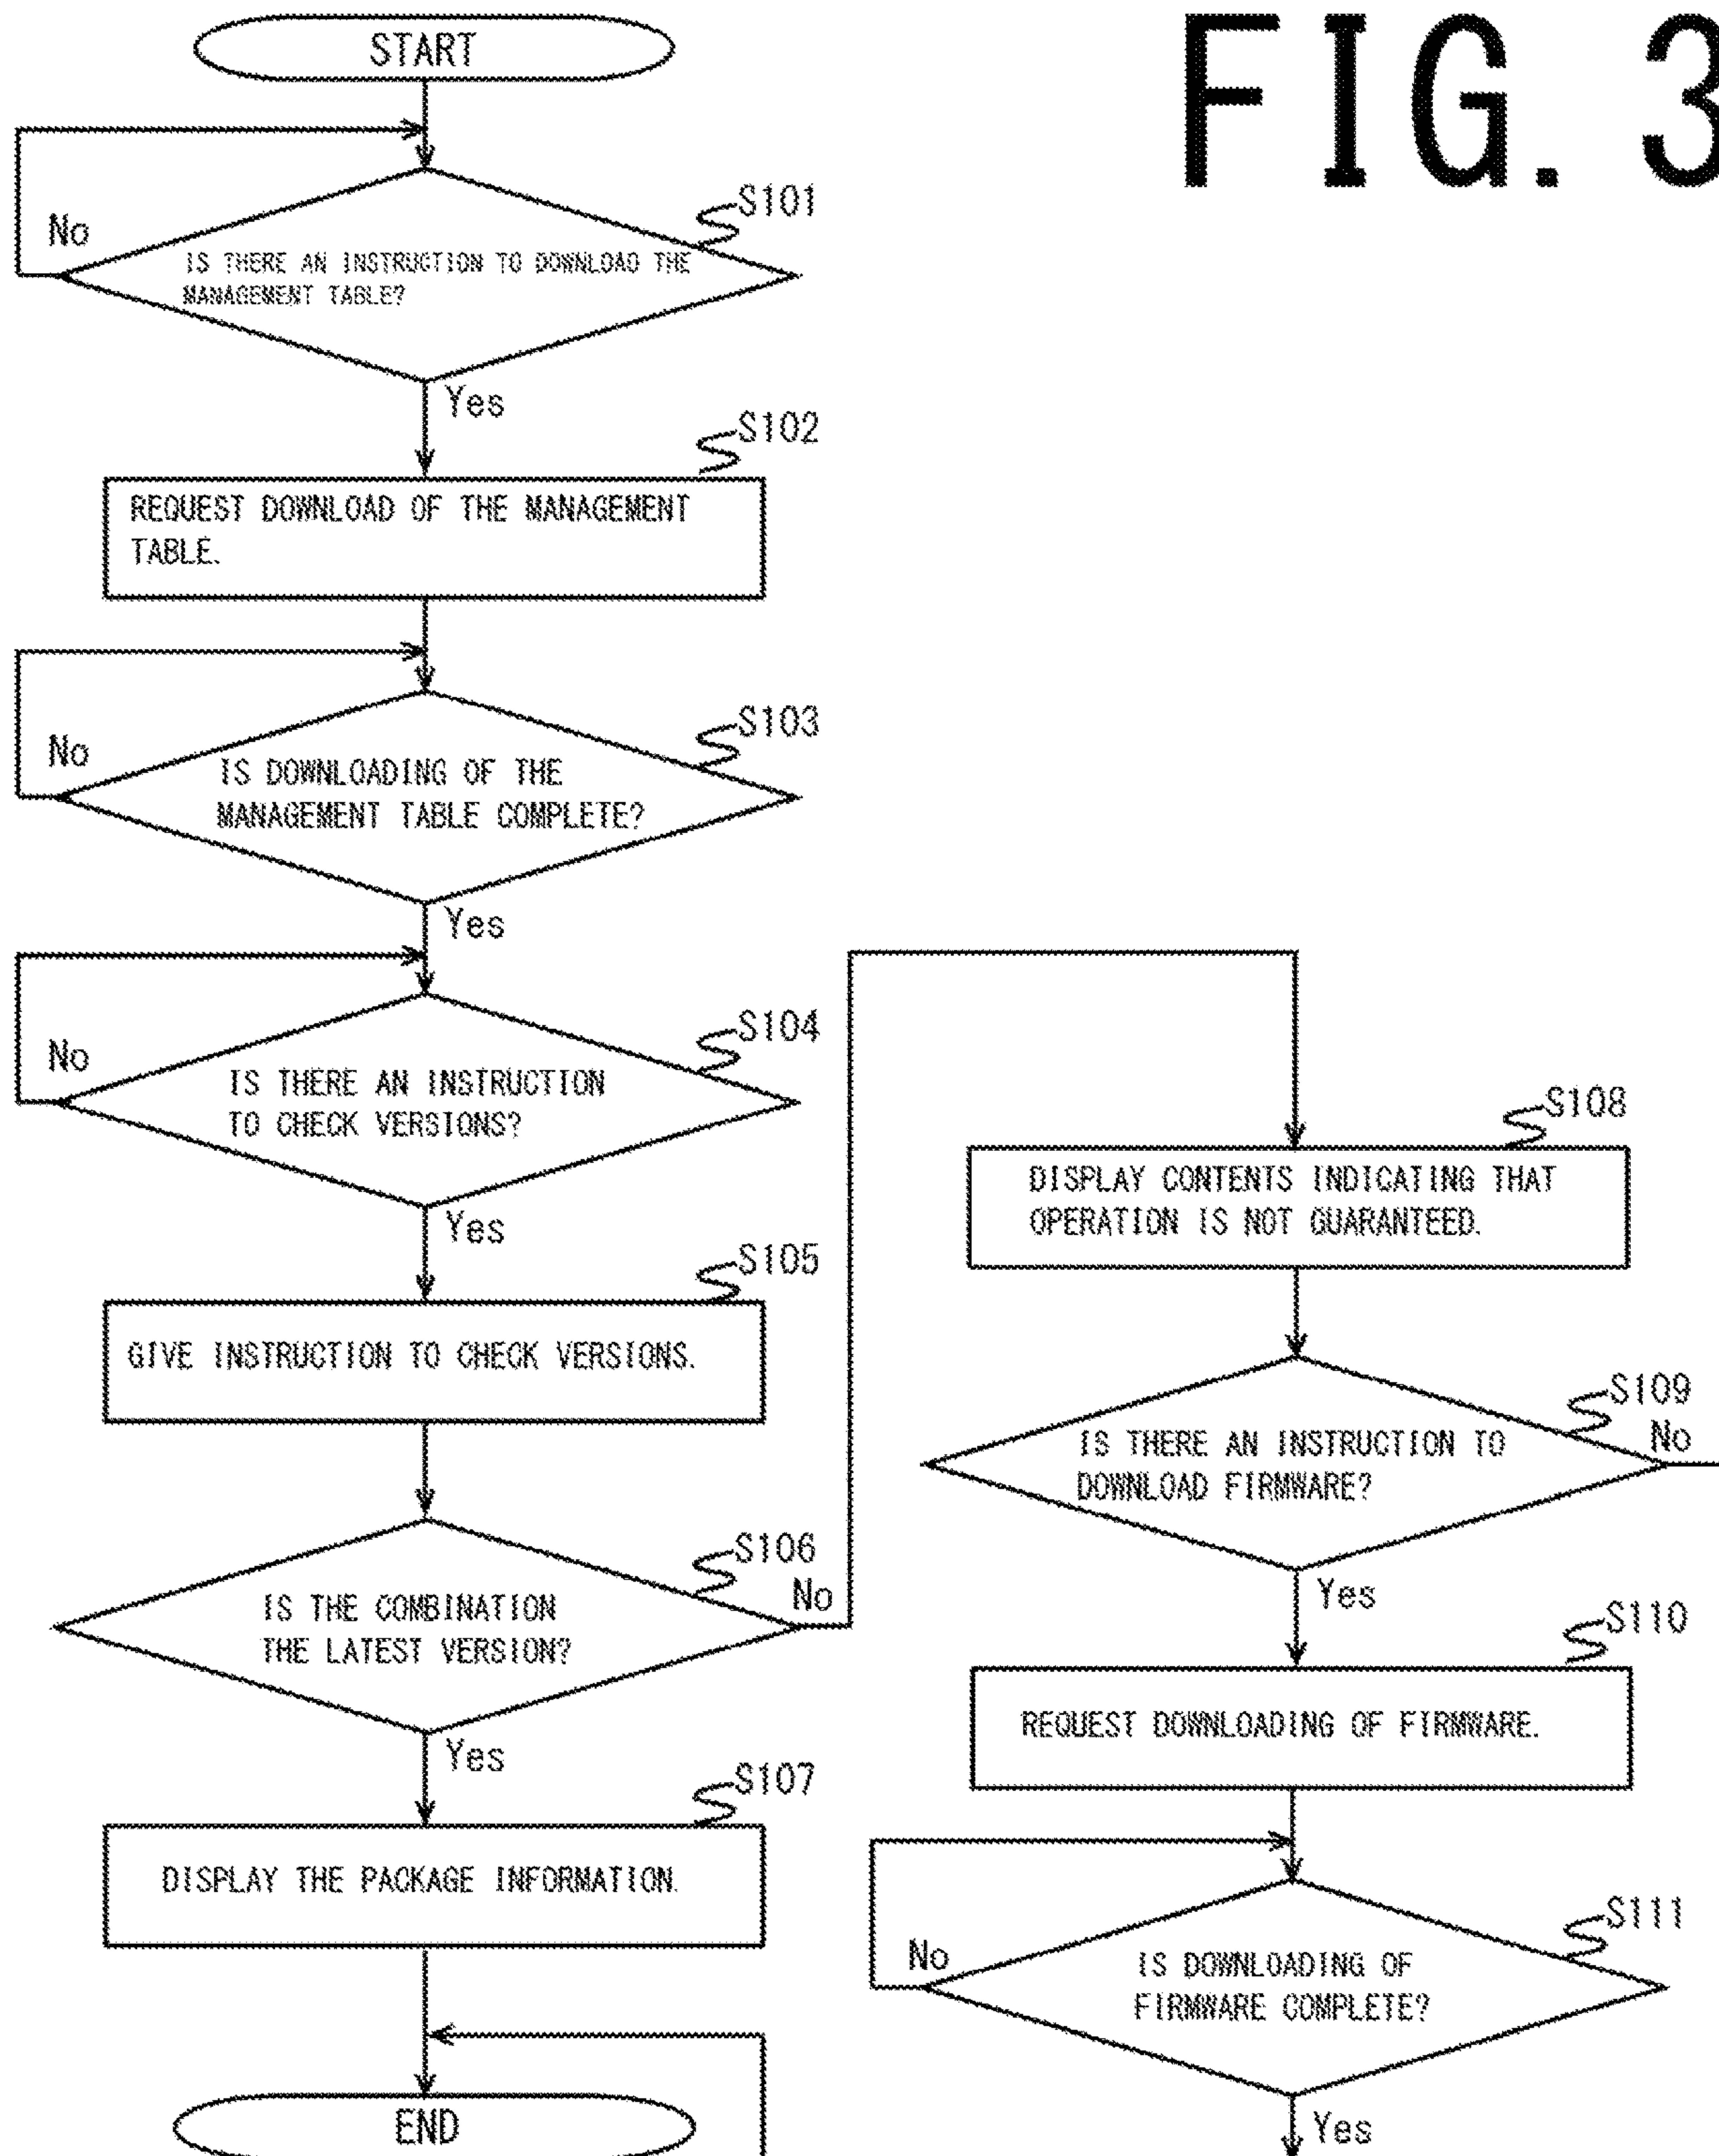 FIG. 3
START
S101
No
IS THERE AN INSTRUCTION TO DOWNLOAD THE
MANAGEMENT TABLE?
Yes
S102
REQUEST DOWNLOAD OF THE MANAGEMENT
TABLE.
S103
No
IS DOWNLOADING OF THE
MANAGEMENT TABLE COMPLETE?
Yes
S104
No
IS THERE AN INSTRUCTION
TO CHECK VERSIONS?
Yes
S105
GIVE INSTRUCTION TO CHECK VERSIONS.
S106
No
IS THE COMBINATION
THE LATEST VERSION?
Yes
S107
DISPLAY THE PACKAGE INFORMATION.
END
S108
DISPLAY CONTENTS INDICATING THAT
OPERATION IS NOT GUARANTEED.
S109
No
IS THERE AN INSTRUCTION TO
DOWNLOAD FIRMWARE?
Yes
S110
REQUEST DOWNLOADING OF FIRMWARE.
S111
No
IS DOWNLOADING OF
FIRMWARE COMPLETE?
Yes